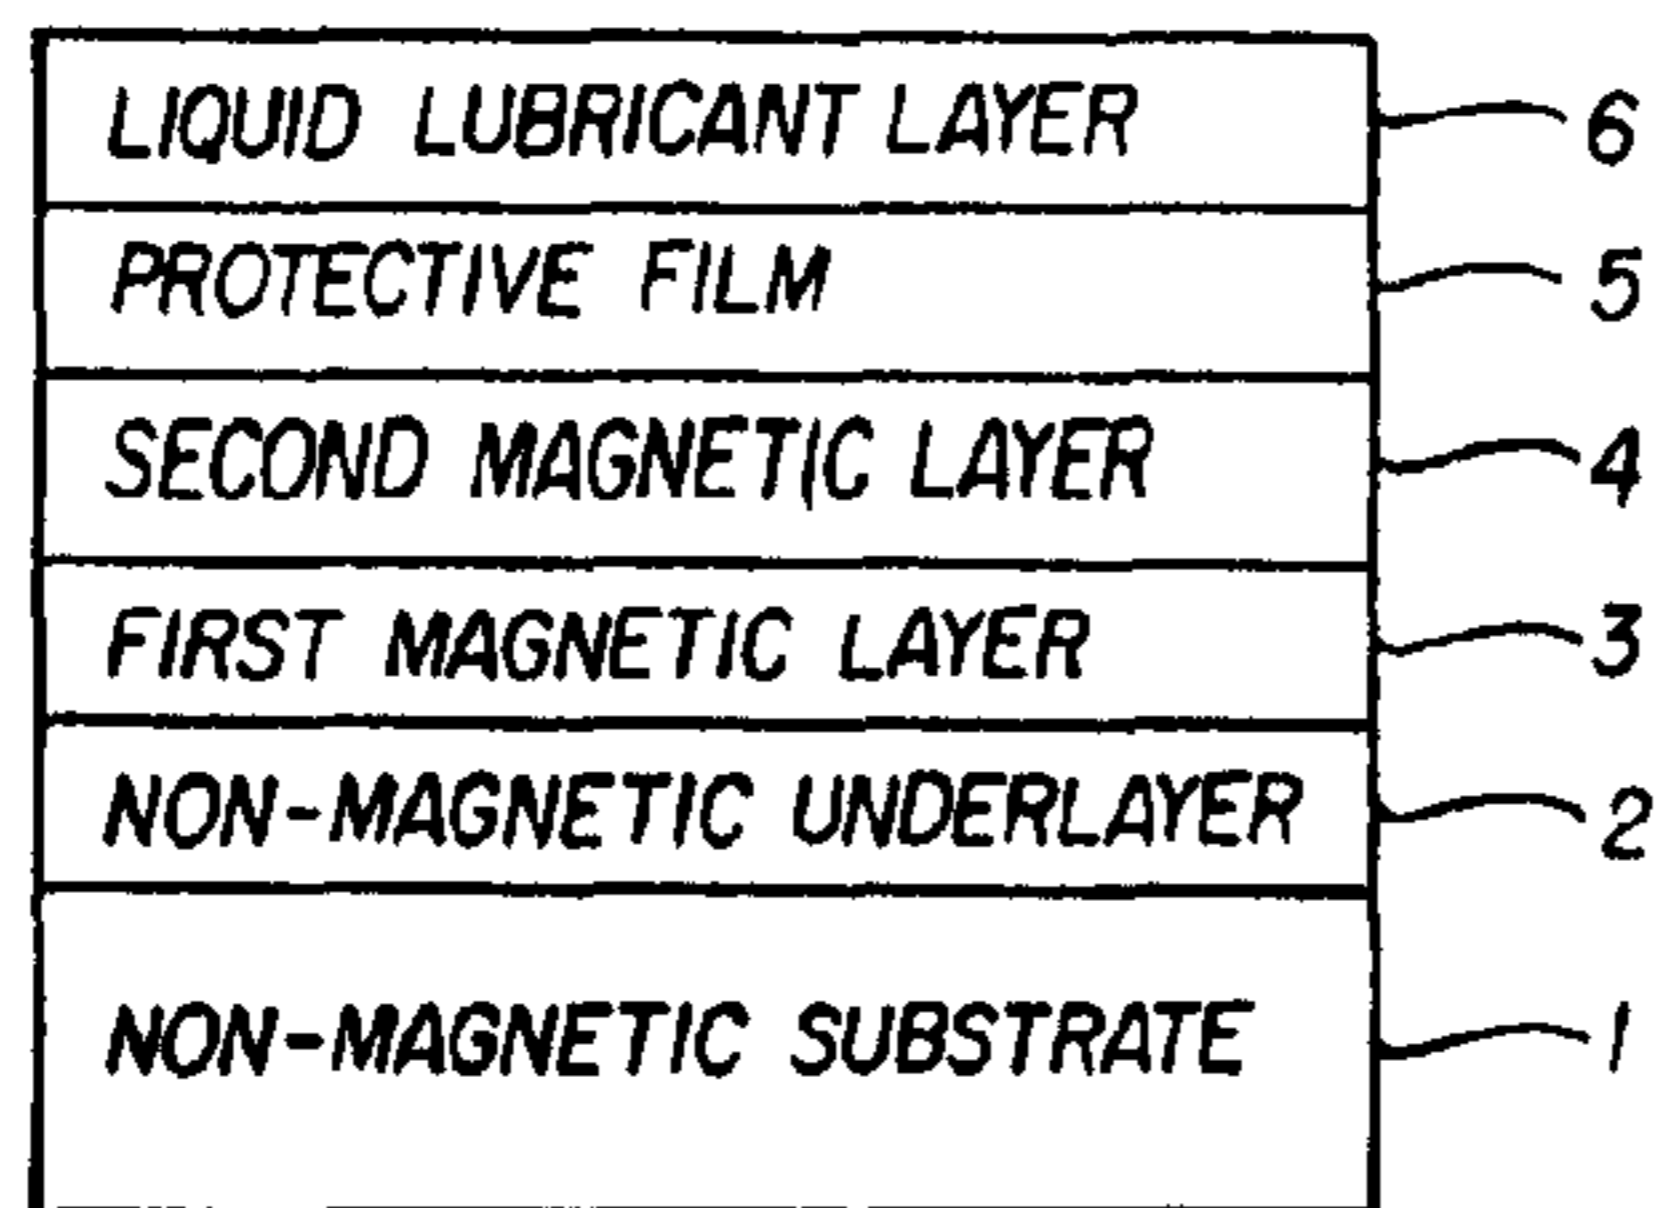 LIQUID LUBRICANT LAYER 6
PROTECTIVE FILM 5
SECOND MAGNETIC LAYER 4
FIRST MAGNETIC LAYER 3
NON-MAGNETIC UNDERLAYER 2
NON-MAGNETIC SUBSTRATE 1